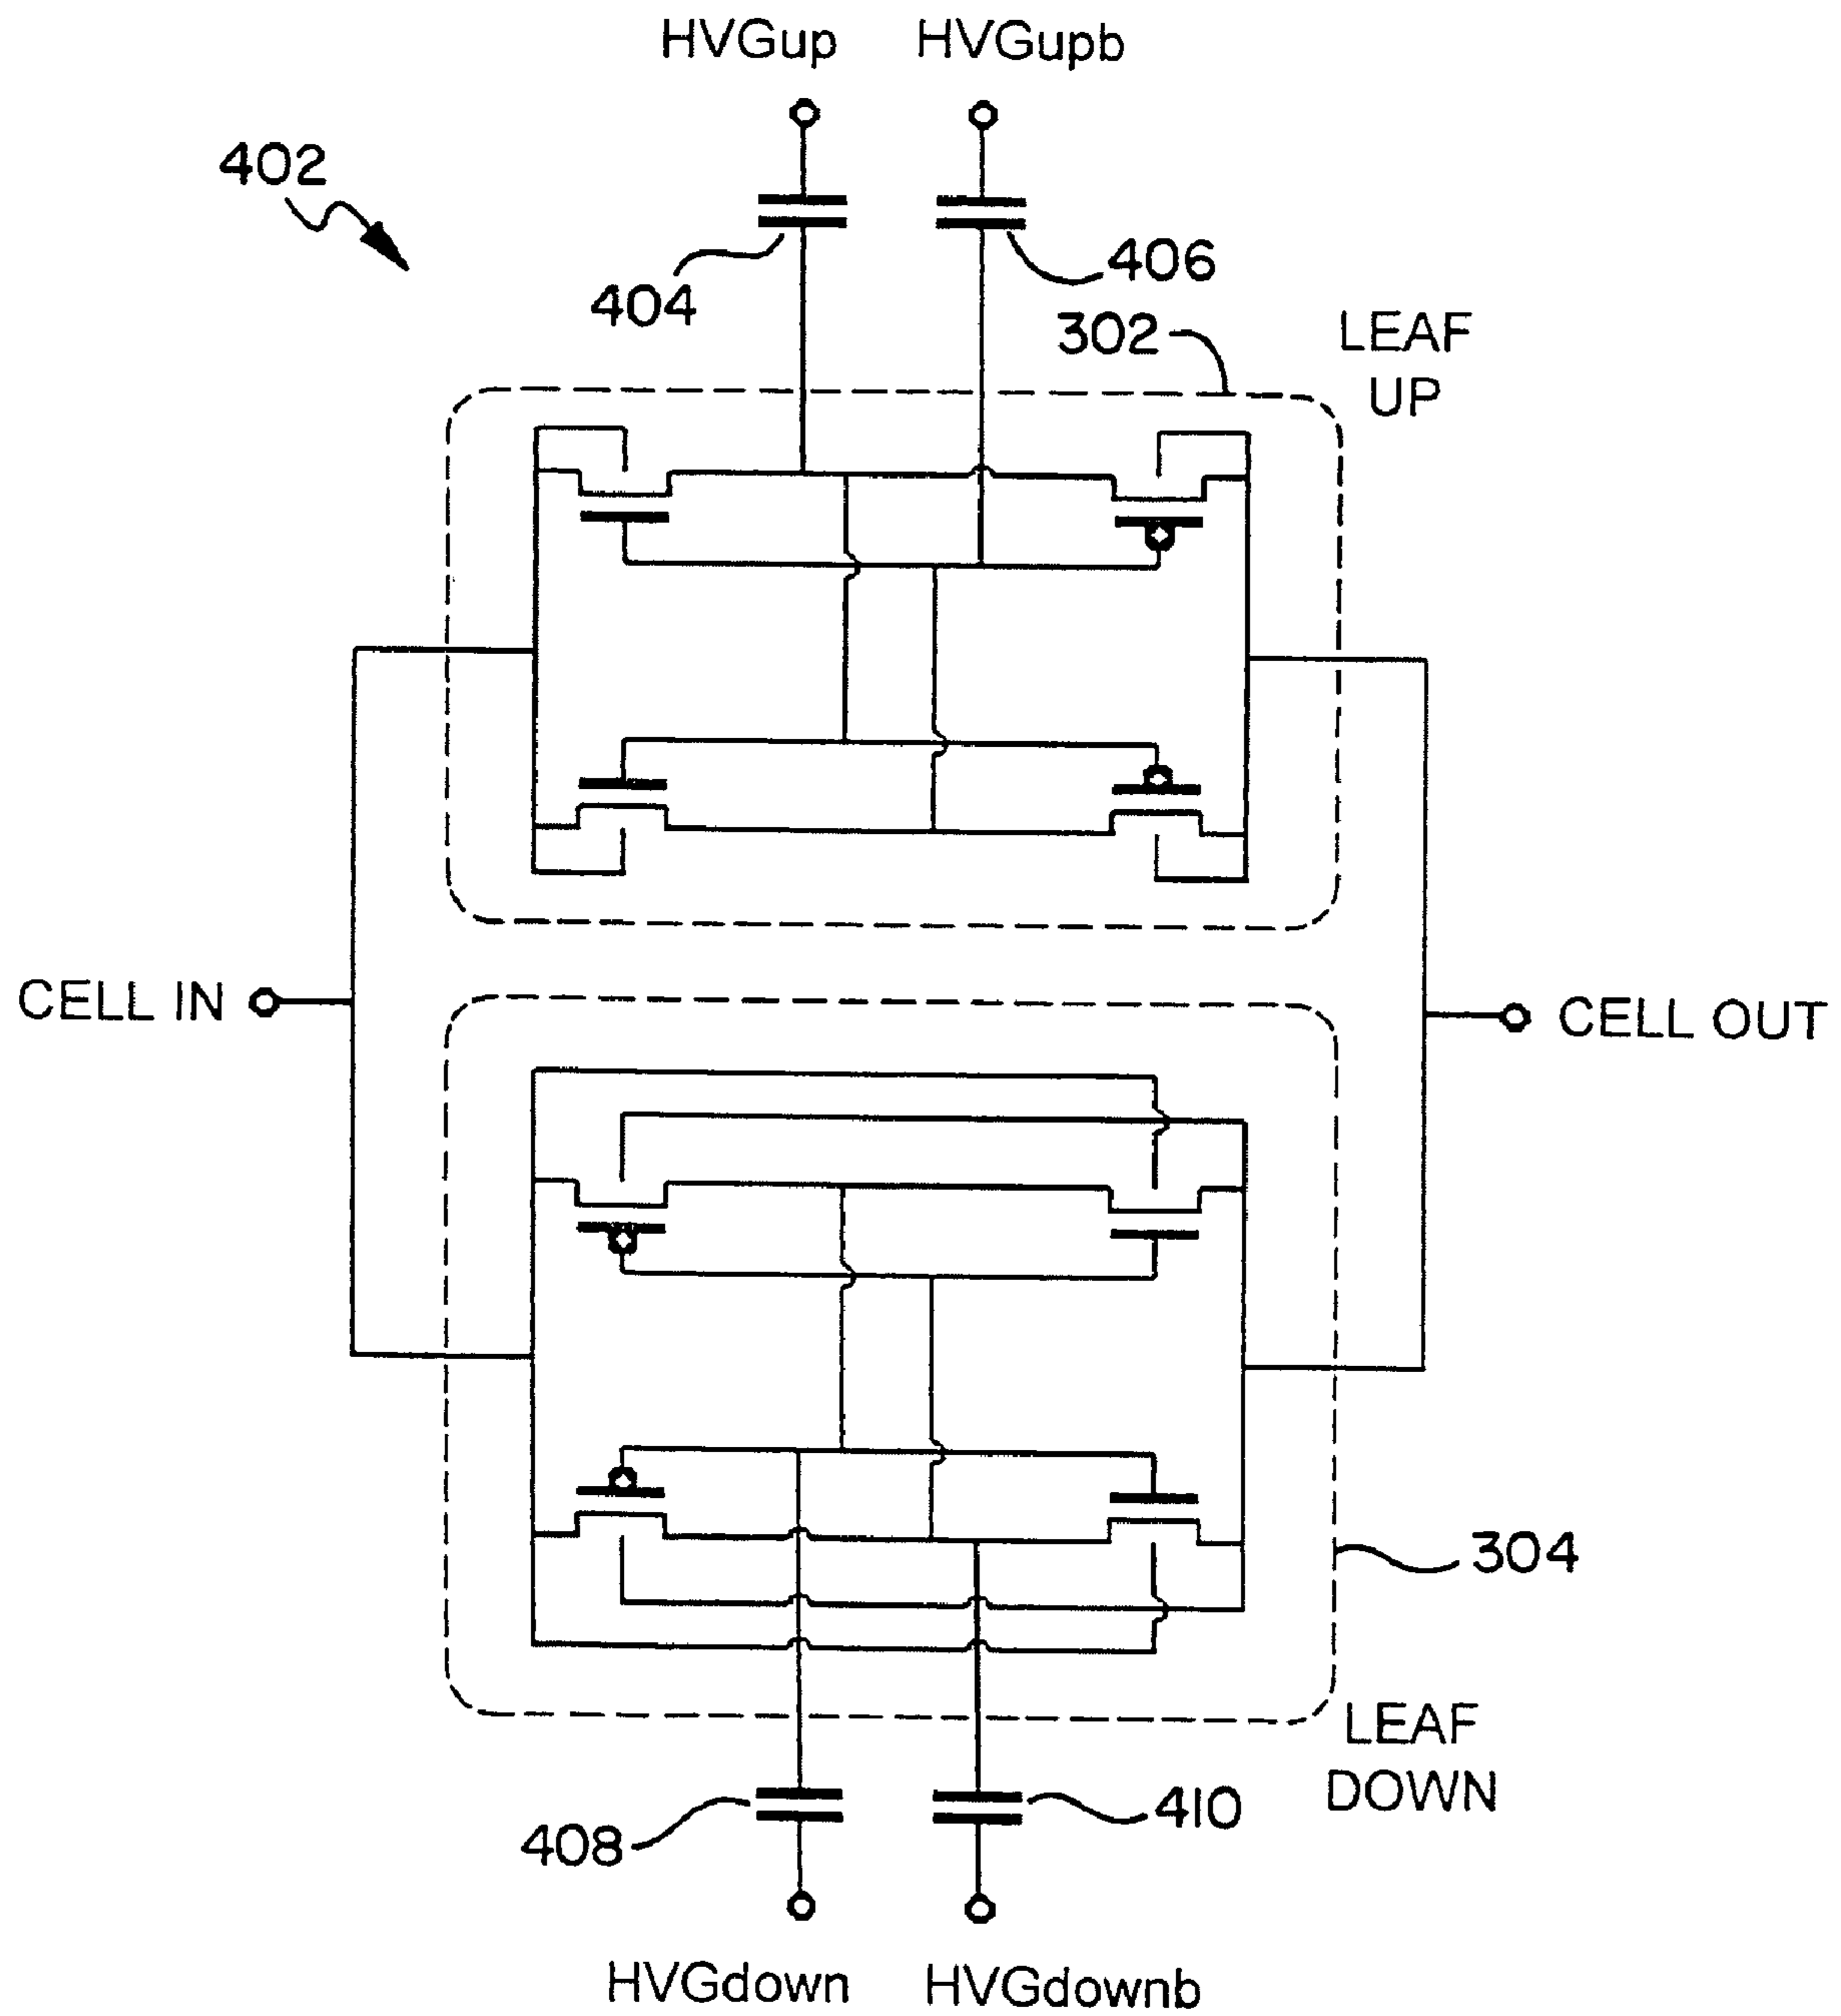 HVGup
HVGupb
402
404
406
302
LEAF
UP
CELL IN
CELL OUT
304
LEAF
DOWN
408
410
HVGdown
HVGdownb